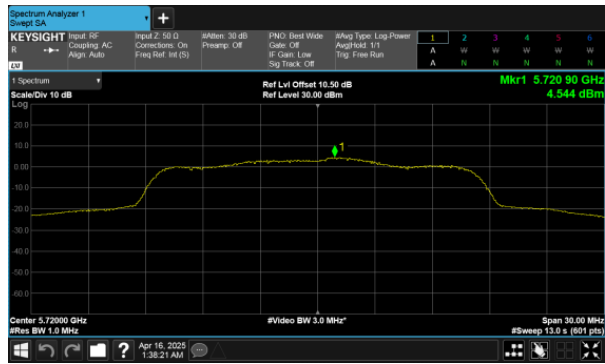 Spectrum Analyzer 1
Swept SA
KEYSIGHT
R
LXI
Input: RF
Coupling: AC
Align: Auto
Input Z: 50 Ω
Corrections: On
Freq Ref: Int (S)
#Atten: 30 dB
Preamp: Off
PNO: Best Wide
Gate: Off
IF Gain: Low
Sig Track: Off
#Avg Type: Log-Power
Avg|Hold: 1/1
Trig: Free Run
1 2 3 4 5 6
A W W W W W
A N N N N N
1 Spectrum
Scale/Div 10 dB
Log
Ref Lvl Offset 10.50 dB
Ref Level 30.00 dBm
Mkr1 5.720 90 GHz
4.544 dBm
1
20.0
10.0
0.00
-10.0
-20.0
-30.0
-40.0
-50.0
-60.0
Center 5.72000 GHz
#Res BW 1.0 MHz
#Video BW 3.0 MHz*
Span 30.00 MHz
#Sweep 13.0 s (601 pts)
?
Apr 16, 2025
1:38:21 AM